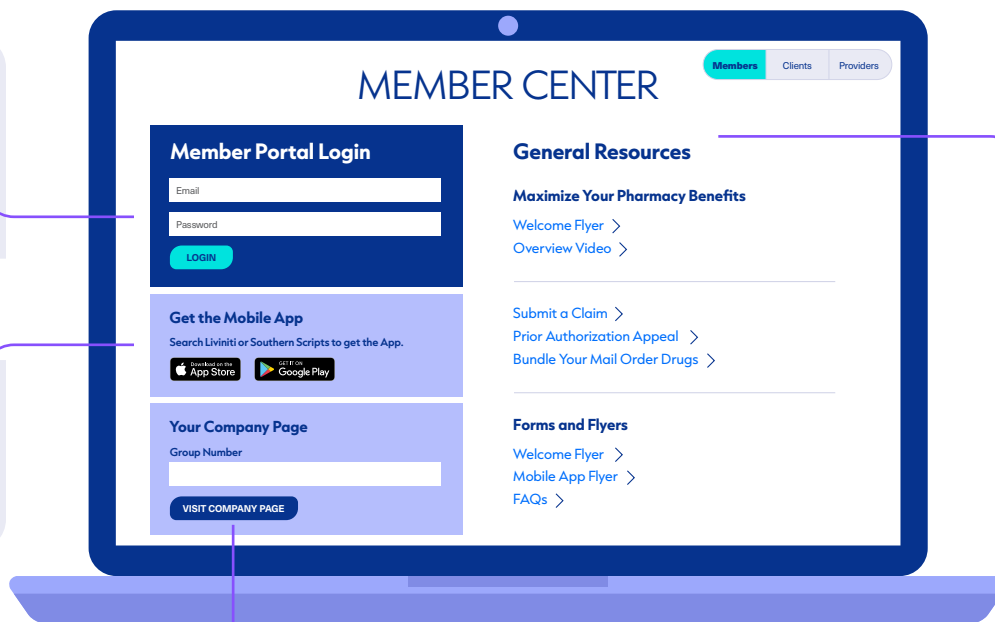 MEMBER CENTER
Members
Clients
Providers
Member Portal Login
Email
Password
LOGIN
Get the Mobile App
Search Liviniti or Southern Scripts to get the App.
Download on the
App Store
GET IT ON
Google Play
Your Company Page
Group Number
VISIT COMPANY PAGE
General Resources
Maximize Your Pharmacy Benefits
Welcome Flyer
Overview Video
Submit a Claim
Prior Authorization Appeal
Bundle Your Mail Order Drugs
Forms and Flyers
Welcome Flyer
Mobile App Flyer
FAQs